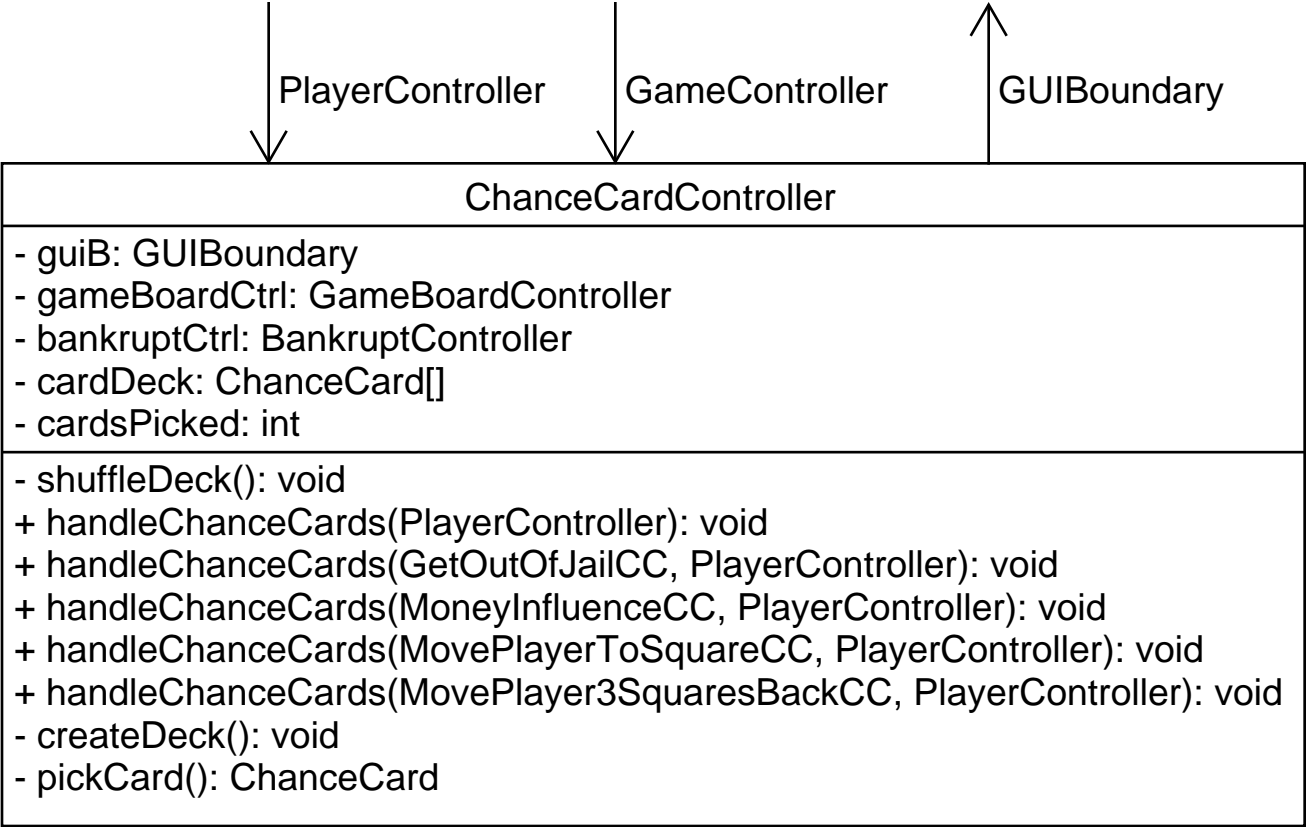 PlayerController
GameController
GUIBoundary
ChanceCardController
- guiB: GUIBoundary
- gameBoardCtrl: GameBoardController
- bankruptCtrl: BankruptController
- cardDeck: ChanceCard[]
- cardsPicked: int
- shuffleDeck(): void
+ handleChanceCards(PlayerController): void
+ handleChanceCards(GetOutOfJailCC, PlayerController): void
+ handleChanceCards(MoneyInfluenceCC, PlayerController): void
+ handleChanceCards(MovePlayerToSquareCC, PlayerController): void
+ handleChanceCards(MovePlayer3SquaresBackCC, PlayerController): void
- createDeck(): void
- pickCard(): ChanceCard